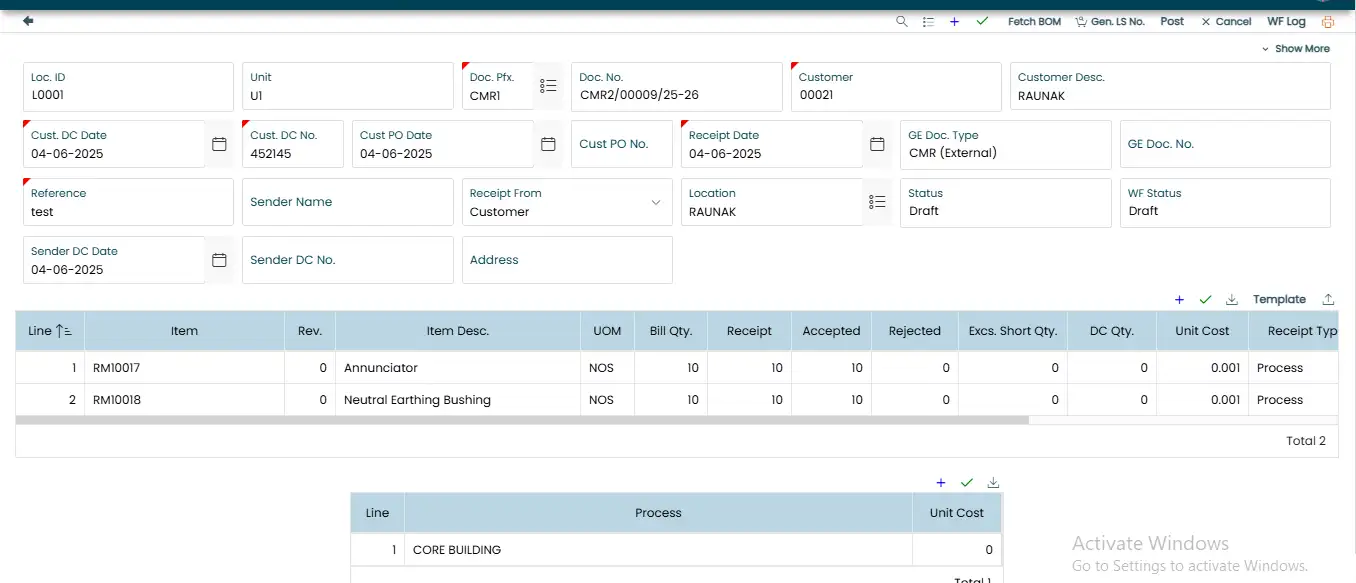 Fetch BOM Gen. LS No. Post Cancel WF Log
Show More
Loc. ID
L0001
Unit
U1
Doc. Pfx.
CMR1
Doc. No.
CMR2/00009/25-26
Customer
00021
Customer Desc.
RAUNAK
Cust. DC Date
04-06-2025
Cust. DC No.
452145
Cust PO Date
04-06-2025
Cust PO No.
Receipt Date
04-06-2025
GE Doc. Type
CMR (External)
GE Doc. No.
Reference
test
Sender Name
Receipt From
Customer
Location
RAUNAK
Status
Draft
WF Status
Draft
Sender DC Date
04-06-2025
Sender DC No.
Address
Template
Line Item Rev. Item Desc. UOM Bill Qty. Receipt Accepted Rejected Excs. Short Qty. DC Qty. Unit Cost Receipt Typ
1 RM10017 0 Annunciator NOS 10 10 10 0 0 0 0.001 Process
2 RM10018 0 Neutral Earthing Bushing NOS 10 10 10 0 0 0 0.001 Process
Total 2
Line Process Unit Cost
1 CORE BUILDING 0
Total 1
Activate Windows
Go to Settings to activate Windows.